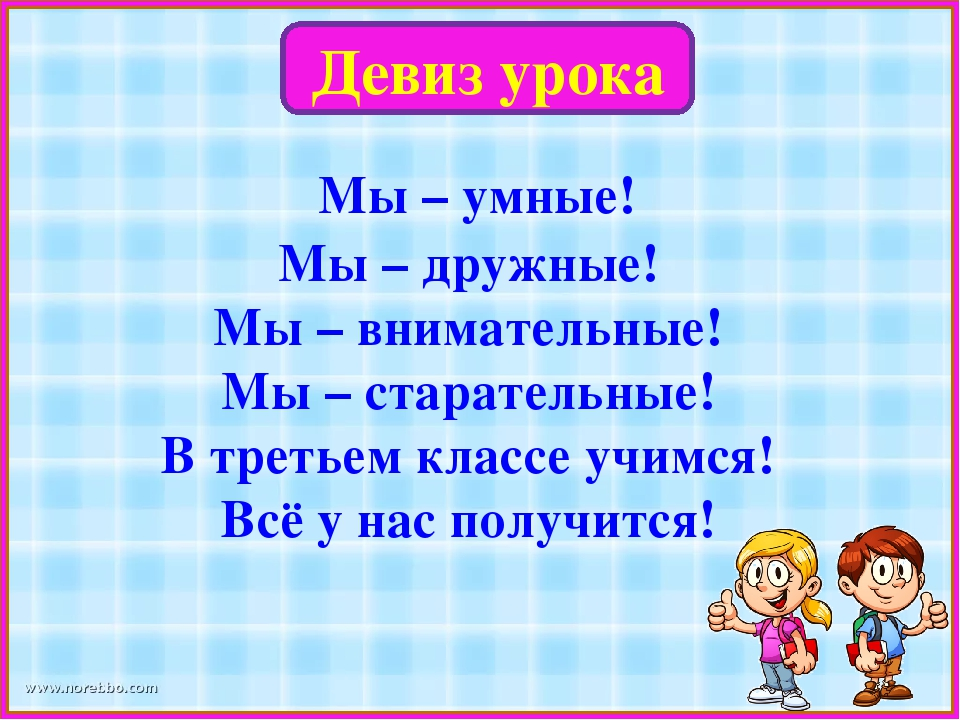 Девиз урока
Мы – умные!
Мы – дружные!
Мы – внимательные!
Мы – старательные!
В третьем классе учимся!
Всё у нас получится!
www.norebbo.com